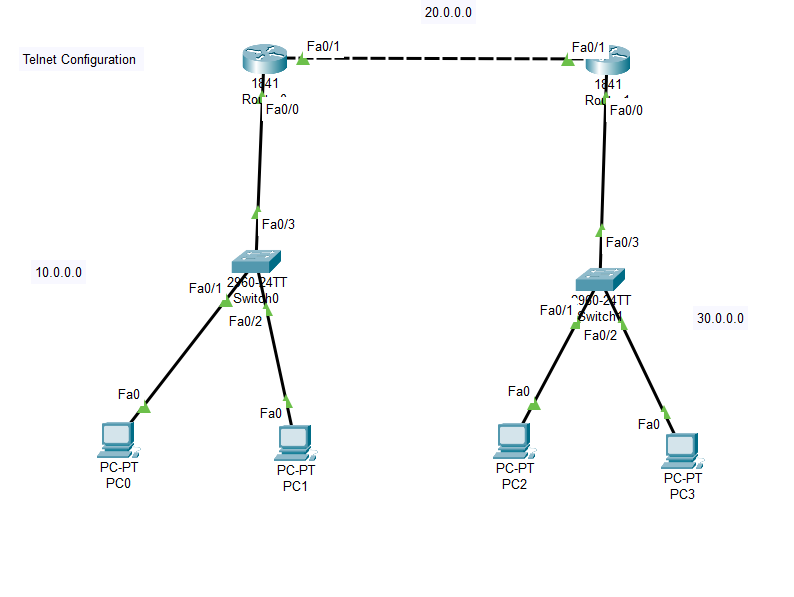 20.0.0.0
Telnet Configuration
Fa0/1
Fa0/1
1841
1841
Fa0/0
Fa0/0
Fa0/3
Fa0/3
10.0.0.0
2960-24TT
Switch0
Fa0/1
Fa0/2
2960-24TT
Switch1
Fa0/1
Fa0/2
30.0.0.0
Fa0
Fa0
Fa0
Fa0
PC-PT
PC0
PC-PT
PC1
PC-PT
PC2
PC-PT
PC3